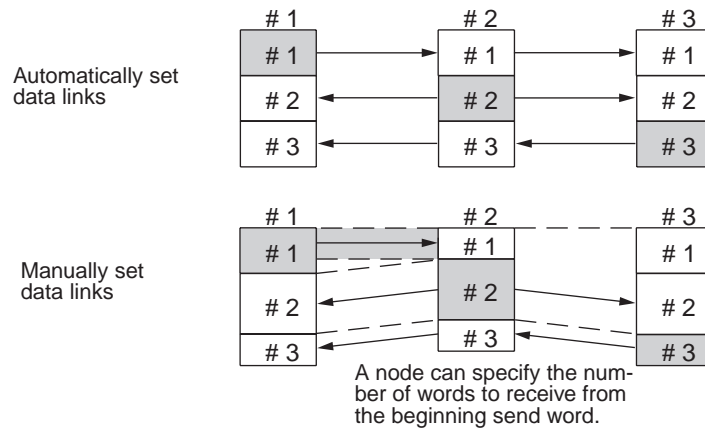 # 1 # 2 # 3
Automatically set
data links
# 1 # 1 # 1
# 2 # 2 # 2
# 3 # 3 # 3
# 1 # 2 # 3
Manually set
data links
# 1 # 1 # 1
# 2 # 2 # 2
# 3 # 3 # 3
A node can specify the num-
ber of words to receive from
the beginning send word.